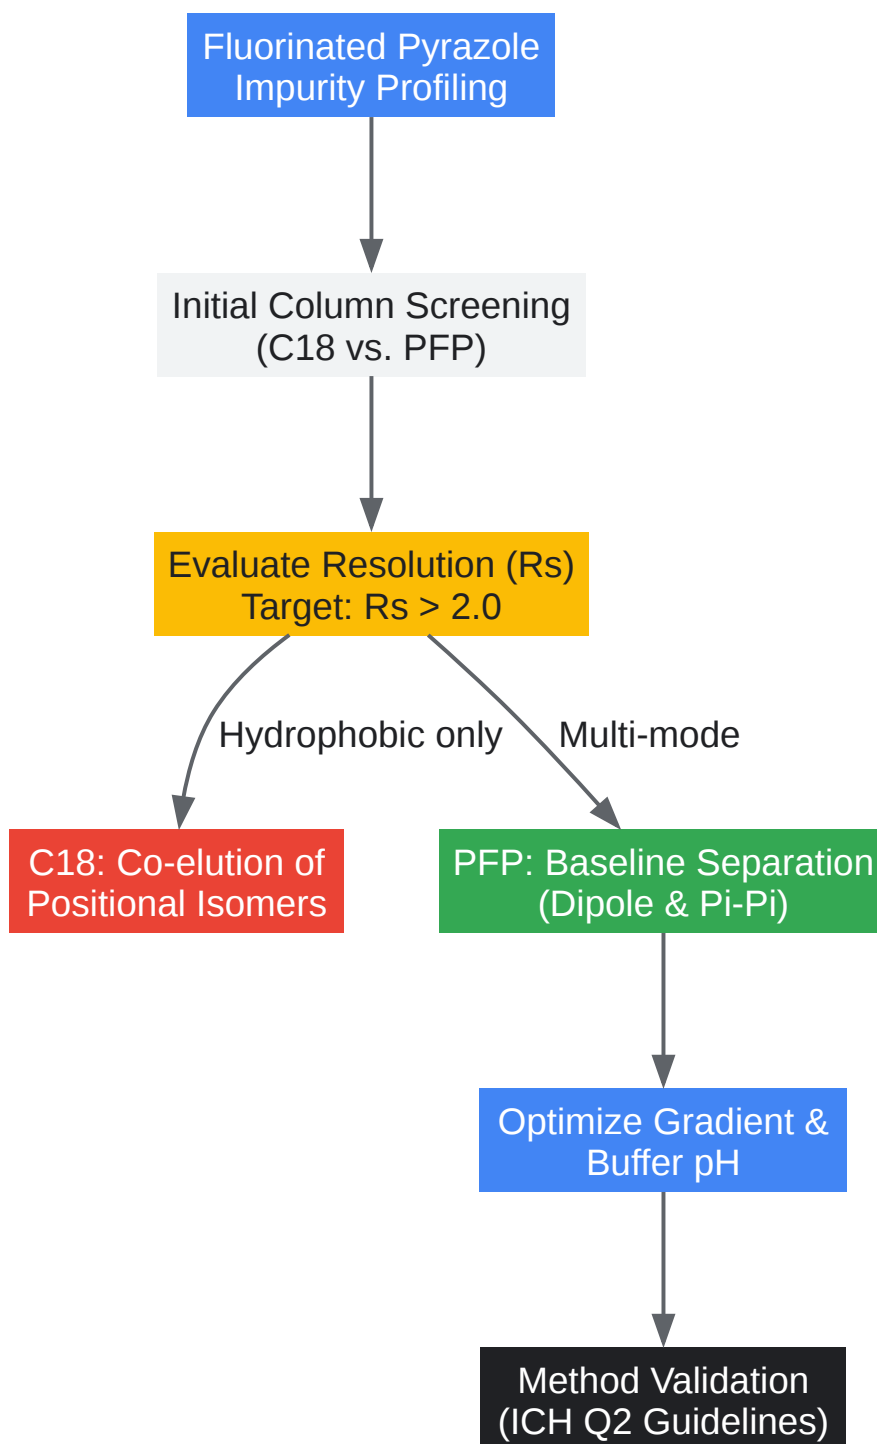 Fluorinated Pyrazole
Impurity Profiling
Initial Column Screening
(C18 vs. PFP)
Evaluate Resolution (Rs)
Target: Rs > 2.0
Hydrophobic only
Multi-mode
C18: Co-elution of
Positional Isomers
PFP: Baseline Separation
(Dipole & Pi-Pi)
Optimize Gradient &
Buffer pH
Method Validation
(ICH Q2 Guidelines)